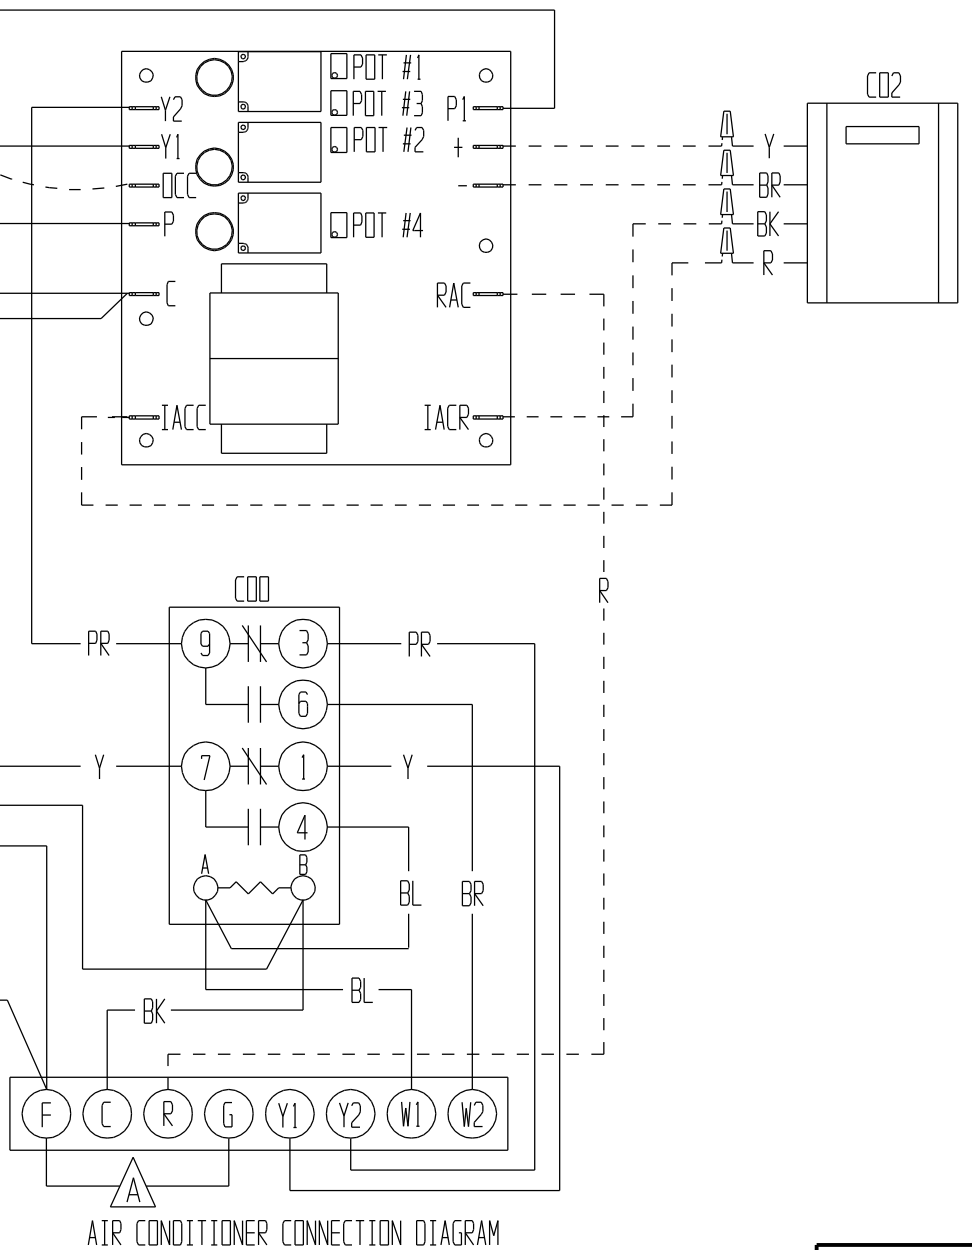 POT #1
CO2
Y2
POT #3
P1
Y1
POT #2
+
Y
OCC
-
BR
P
POT #4
BK
R
C
RAC
IACC
IACR
COO
R
PR
9
3
PR
6
Y
7
1
Y
4
A
B
BL
BR
BL
BK
F
C
R
G
Y1
Y2
W1
W2
A
AIR CONDITIONER CONNECTION DIAGRAM